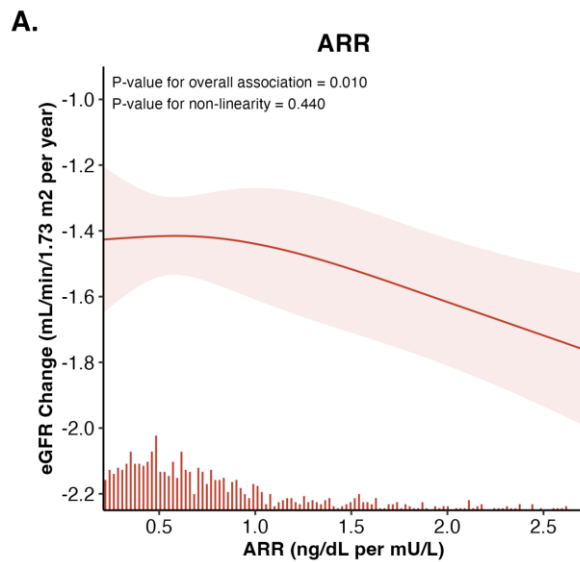 A.
ARR
P-value for overall association = 0.010
P-value for non-linearity = 0.440
eGFR Change (mL/min/1.73 m2 per year)
-1.0
-1.2
-1.4
-1.6
-1.8
-2.0
-2.2
0.5 1.0 1.5 2.0 2.5
ARR (ng/dL per mU/L)